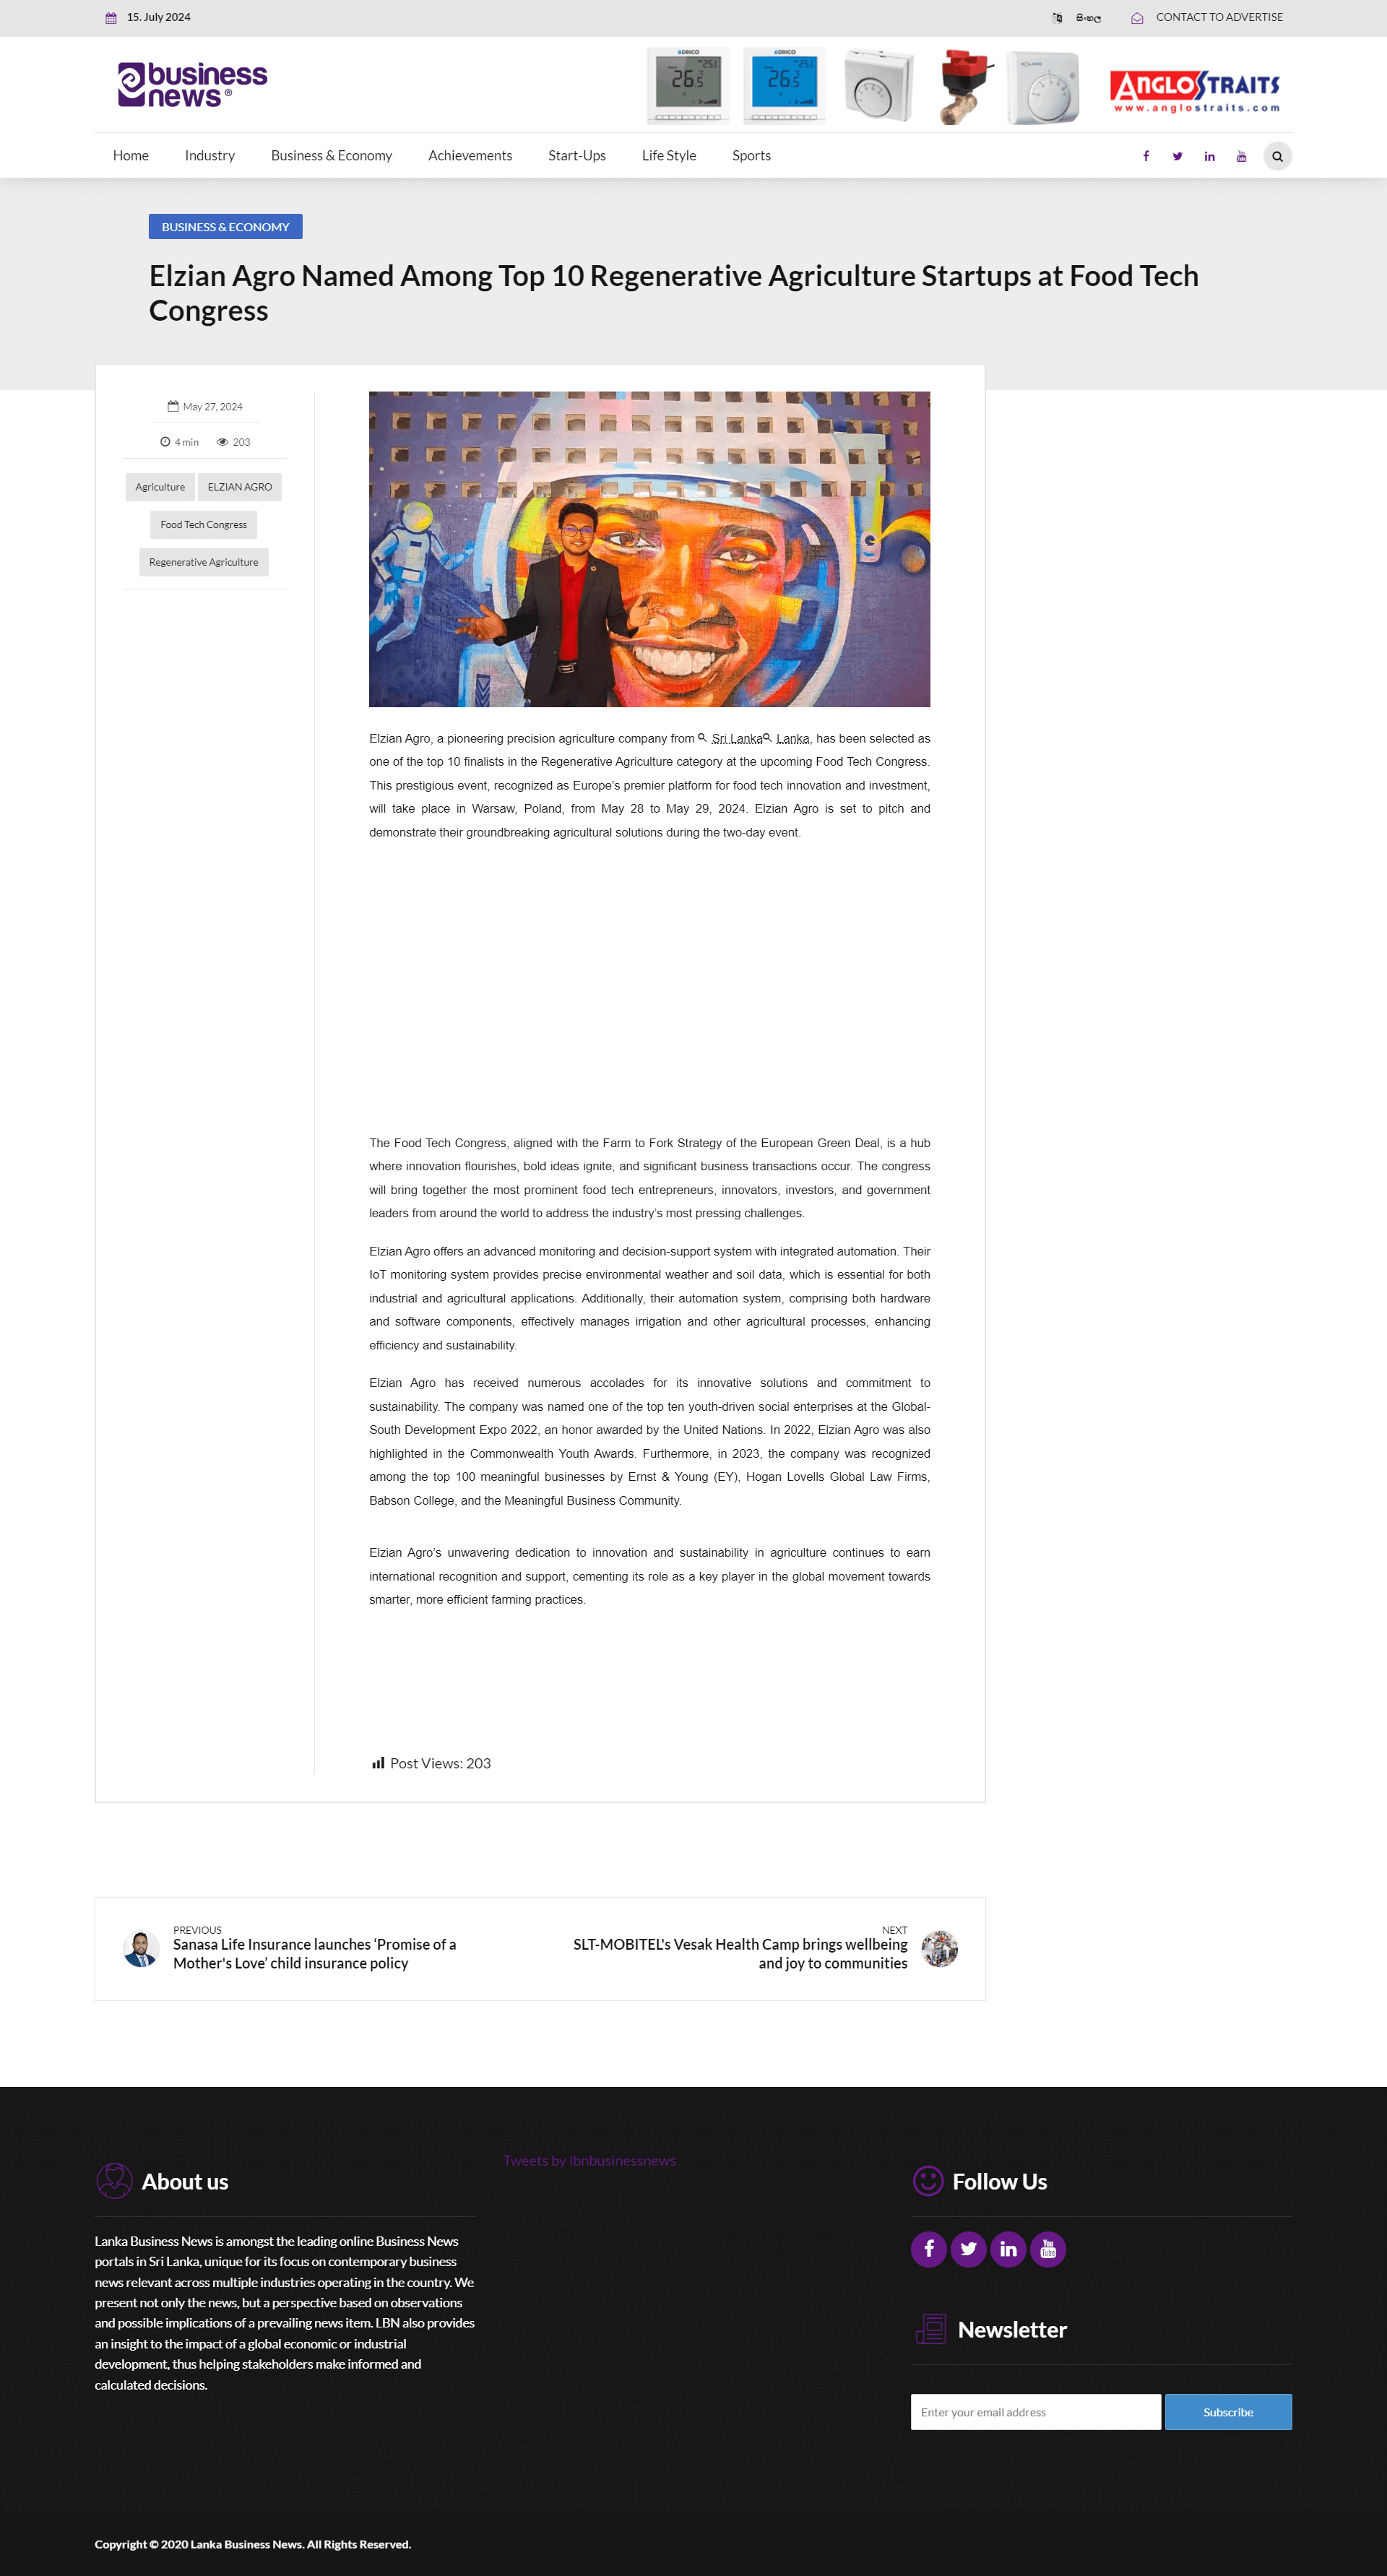 15. July 2024
සිංහල
CONTACT TO ADVERTISE
business
news®
ANGLOSTRAITS
www.anglostraits.com
Home
Industry
Business & Economy
Achievements
Start-Ups
Life Style
Sports
BUSINESS & ECONOMY
Elzian Agro Named Among Top 10 Regenerative Agriculture Startups at Food Tech
Congress
May 27, 2024
4 min
203
Agriculture
ELZIAN AGRO
Food Tech Congress
Regenerative Agriculture
Elzian Agro, a pioneering precision agriculture company from Sri Lanka Lanka, has been selected as
one of the top 10 finalists in the Regenerative Agriculture category at the upcoming Food Tech Congress.
This prestigious event, recognized as Europe’s premier platform for food tech innovation and investment,
will take place in Warsaw, Poland, from May 28 to May 29, 2024. Elzian Agro is set to pitch and
demonstrate their groundbreaking agricultural solutions during the two-day event.
The Food Tech Congress, aligned with the Farm to Fork Strategy of the European Green Deal, is a hub
where innovation flourishes, bold ideas ignite, and significant business transactions occur. The congress
will bring together the most prominent food tech entrepreneurs, innovators, investors, and government
leaders from around the world to address the industry’s most pressing challenges.
Elzian Agro offers an advanced monitoring and decision-support system with integrated automation. Their
IoT monitoring system provides precise environmental weather and soil data, which is essential for both
industrial and agricultural applications. Additionally, their automation system, comprising both hardware
and software components, effectively manages irrigation and other agricultural processes, enhancing
efficiency and sustainability.
Elzian Agro has received numerous accolades for its innovative solutions and commitment to
sustainability. The company was named one of the top ten youth-driven social enterprises at the Global-
South Development Expo 2022, an honor awarded by the United Nations. In 2022, Elzian Agro was also
highlighted in the Commonwealth Youth Awards. Furthermore, in 2023, the company was recognized
among the top 100 meaningful businesses by Ernst & Young (EY), Hogan Lovells Global Law Firms,
Babson College, and the Meaningful Business Community.
Elzian Agro’s unwavering dedication to innovation and sustainability in agriculture continues to earn
international recognition and support, cementing its role as a key player in the global movement towards
smarter, more efficient farming practices.
Post Views: 203
PREVIOUS
Sanasa Life Insurance launches ‘Promise of a
Mother's Love’ child insurance policy
NEXT
SLT-MOBITEL's Vesak Health Camp brings wellbeing
and joy to communities
About us
Lanka Business News is amongst the leading online Business News
portals in Sri Lanka, unique for its focus on contemporary business
news relevant across multiple industries operating in the country. We
present not only the news, but a perspective based on observations
and possible implications of a prevailing news item. LBN also provides
an insight to the impact of a global economic or industrial
development, thus helping stakeholders make informed and
calculated decisions.
Tweets by lbnbusinessnews
Follow Us
Newsletter
Enter your email address
Subscribe
Copyright © 2020 Lanka Business News. All Rights Reserved.